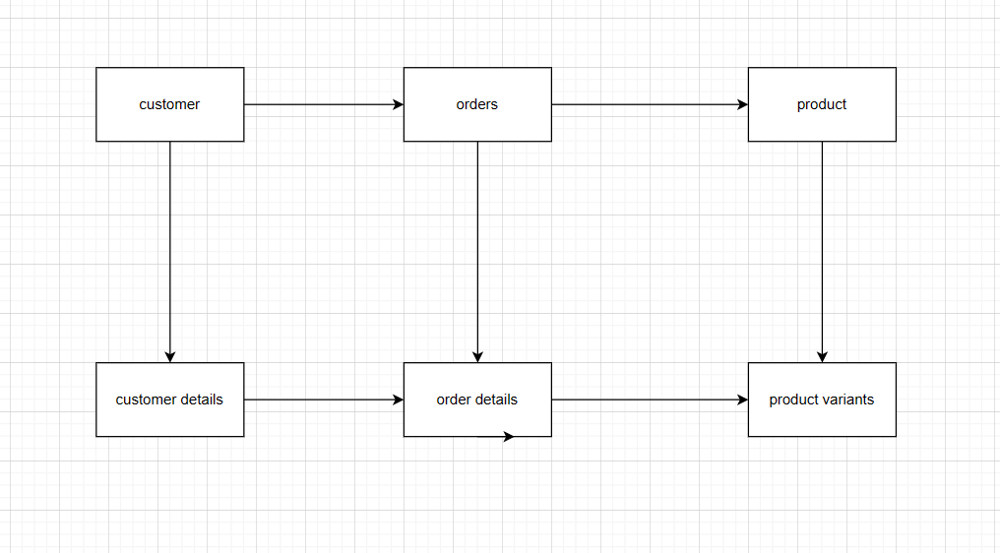 customer
orders
product
customer details
order details
product variants